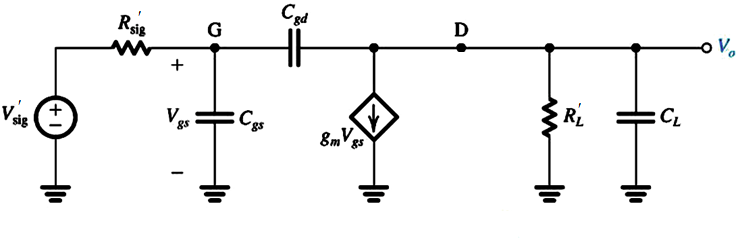 R'sig
G
Cgd
D
Vo
V'sig
+
−
+
Vgs
−
Cgs
gmVgs
R'L
CL